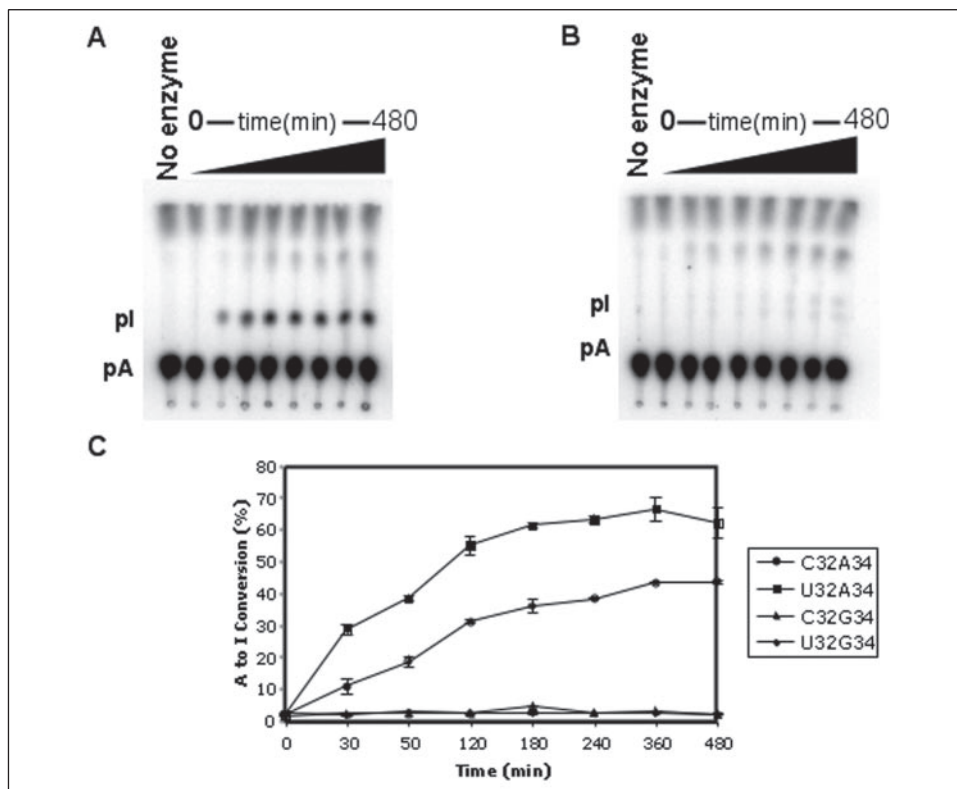 A
No enzyme
0—time(min)—480
pI
pA
B
No enzyme
0—time(min)—480
pI
pA
C
A to I Conversion (%)
80
70
60
50
40
30
20
10
0
0 30 50 120 180 240 360 480
Time (min)
C32A34
U32A34
C32G34
U32G34